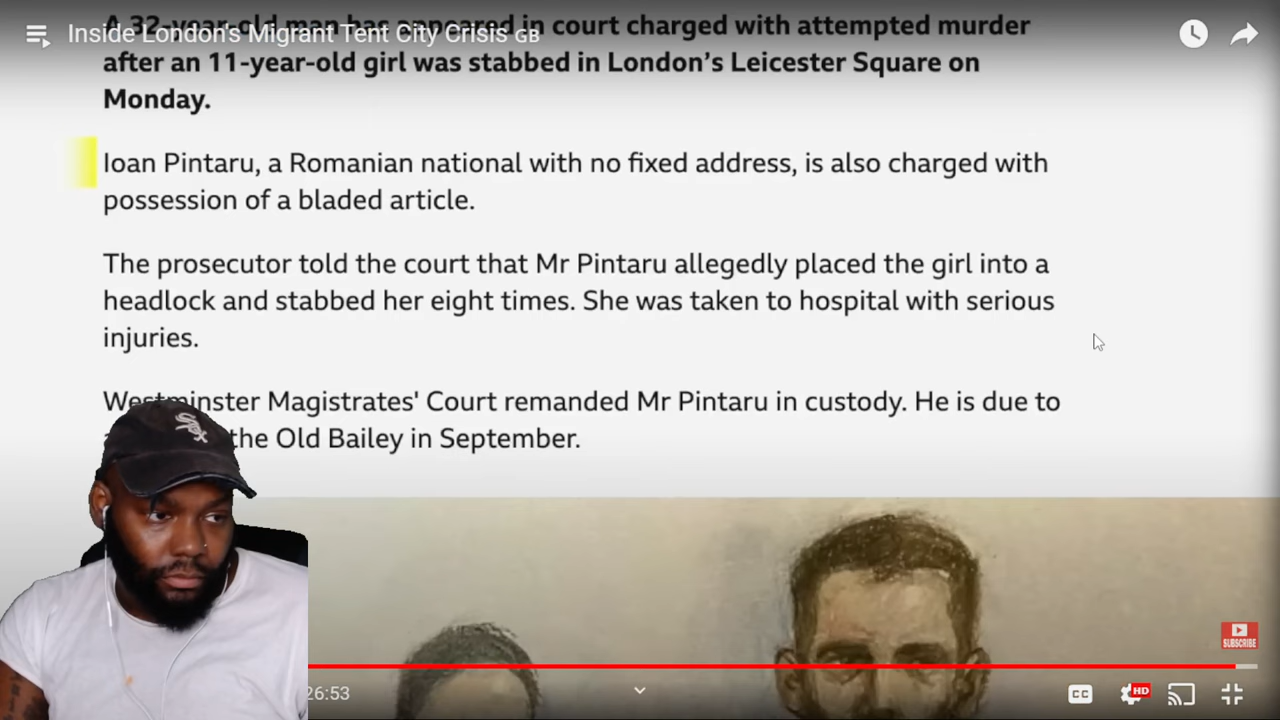 Inside London's Migrant Tent City Crisis GB
A 32-year-old man has appeared in court charged with attempted murder
after an 11-year-old girl was stabbed in London's Leicester Square on
Monday.
Ioan Pintaru, a Romanian national with no fixed address, is also charged with
possession of a bladed article.
The prosecutor told the court that Mr Pintaru allegedly placed the girl into a
headlock and stabbed her eight times. She was taken to hospital with serious
injuries.
Westminster Magistrates' Court remanded Mr Pintaru in custody. He is due to
the Old Bailey in September.
SUBSCRIBE
26:53
CC
HD